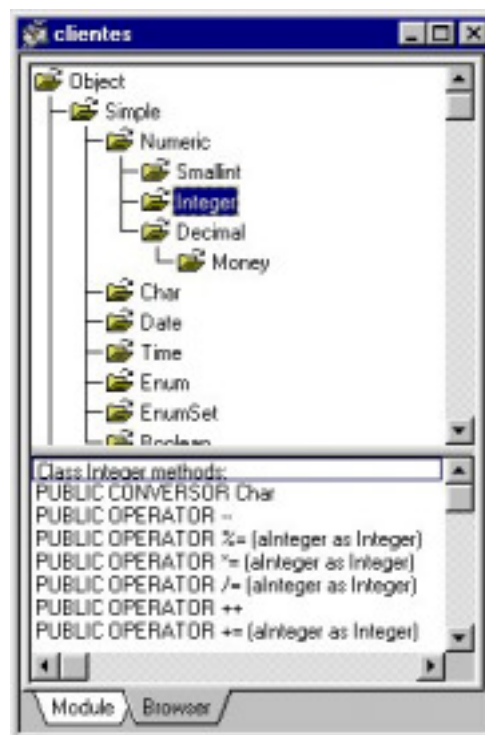 clientes
Object
Simple
Numeric
Smallint
Integer
Decimal
Money
Char
Date
Time
Enum
EnumSet
Boolean
Class Integer methods:
PUBLIC CONVERSOR Char
PUBLIC OPERATOR --
PUBLIC OPERATOR %= (aInteger as Integer)
PUBLIC OPERATOR *= (aInteger as Integer)
PUBLIC OPERATOR /= (aInteger as Integer)
PUBLIC OPERATOR ++
PUBLIC OPERATOR += (aInteger as Integer)
Module Browser